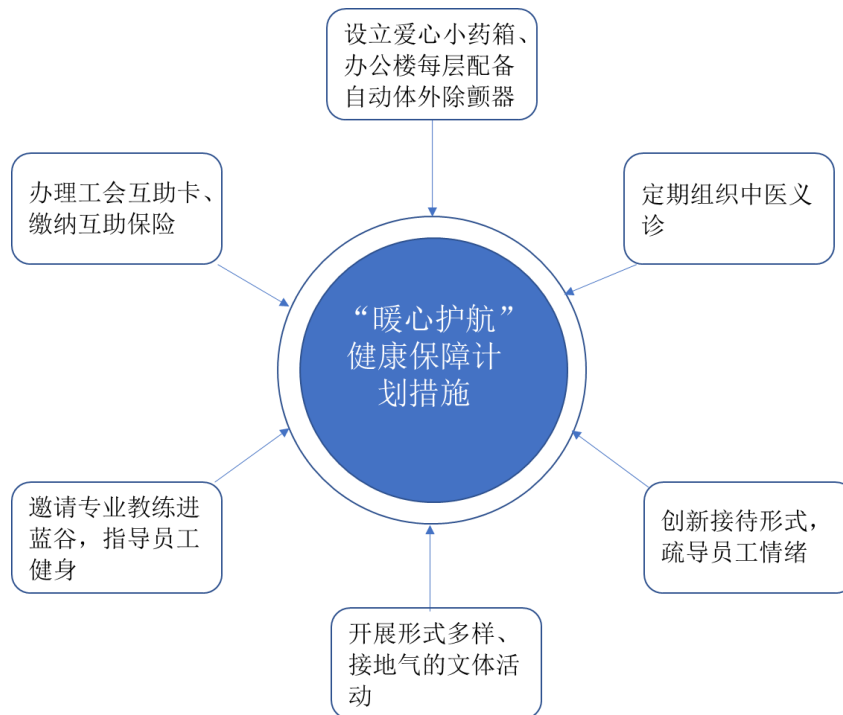 设立爱心小药箱、
办公楼每层配备
自动体外除颤器
办理工会互助卡、
缴纳互助保险
定期组织中医义
诊
“暖心护航”
健康保障计
划措施
邀请专业教练进
蓝谷，指导员工
健身
创新接待形式，
疏导员工情绪
开展形式多样、
接地气的文体活
动